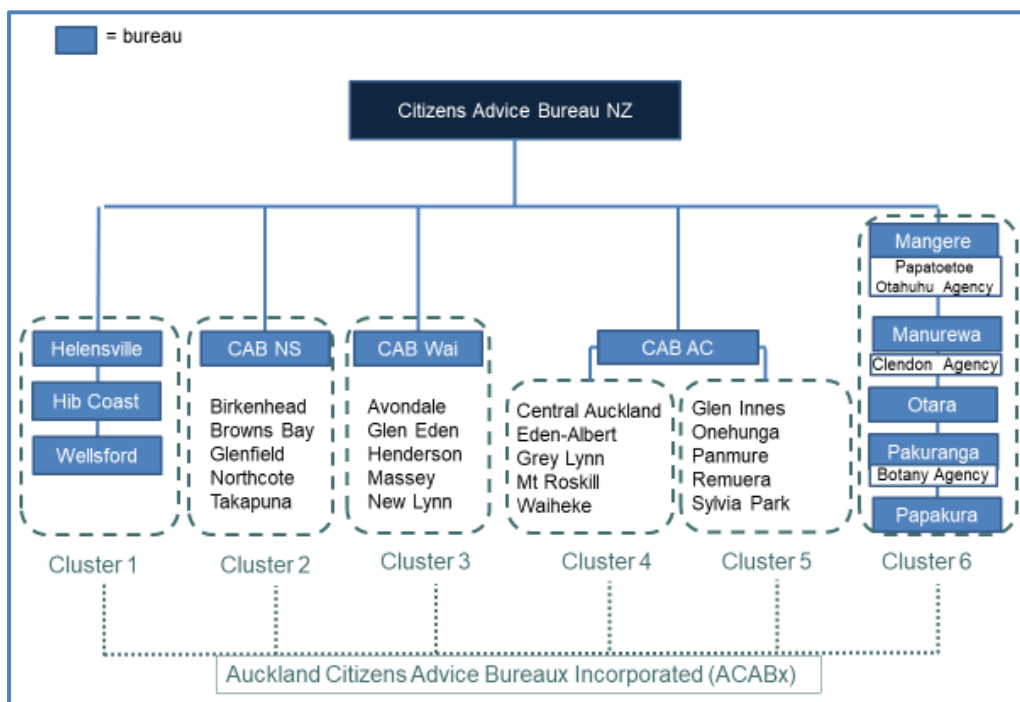 = bureau
Citizens Advice Bureau NZ
Helensville
Hib Coast
Wellsford
Cluster 1
CAB NS
Birkenhead
Browns Bay
Glenfield
Northcote
Takapuna
Cluster 2
CAB Wai
Avondale
Glen Eden
Henderson
Massey
New Lynn
Cluster 3
CAB AC
Central Auckland
Eden-Albert
Grey Lynn
Mt Roskill
Waiheke
Cluster 4
Glen Innes
Onehunga
Panmure
Remuera
Sylvia Park
Cluster 5
Mangere
Papatoetoe
Otahuhu Agency
Manurewa
Clendon Agency
Otara
Pakuranga
Botany Agency
Papakura
Cluster 6
Auckland Citizens Advice Bureaux Incorporated (ACABx)